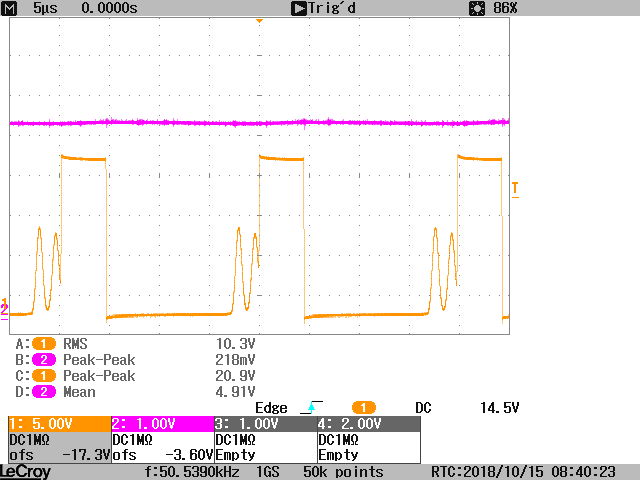 M 5µs 0.0000s Trig'd 86%
T
1
2
A: 1 RMS 10.3V
B: 2 Peak-Peak 218mV
C: 1 Peak-Peak 20.9V
D: 2 Mean 4.91V
Edge 1 DC 14.5V
1: 5.00V 2: 1.00V 3: 1.00V 4: 2.00V
DC1MΩ DC1MΩ DC1MΩ DC1MΩ
ofs -17.3V ofs -3.60V Empty Empty
LeCroy f:50.5390kHz 1GS 50k points RTC:2018/10/15 08:40:23